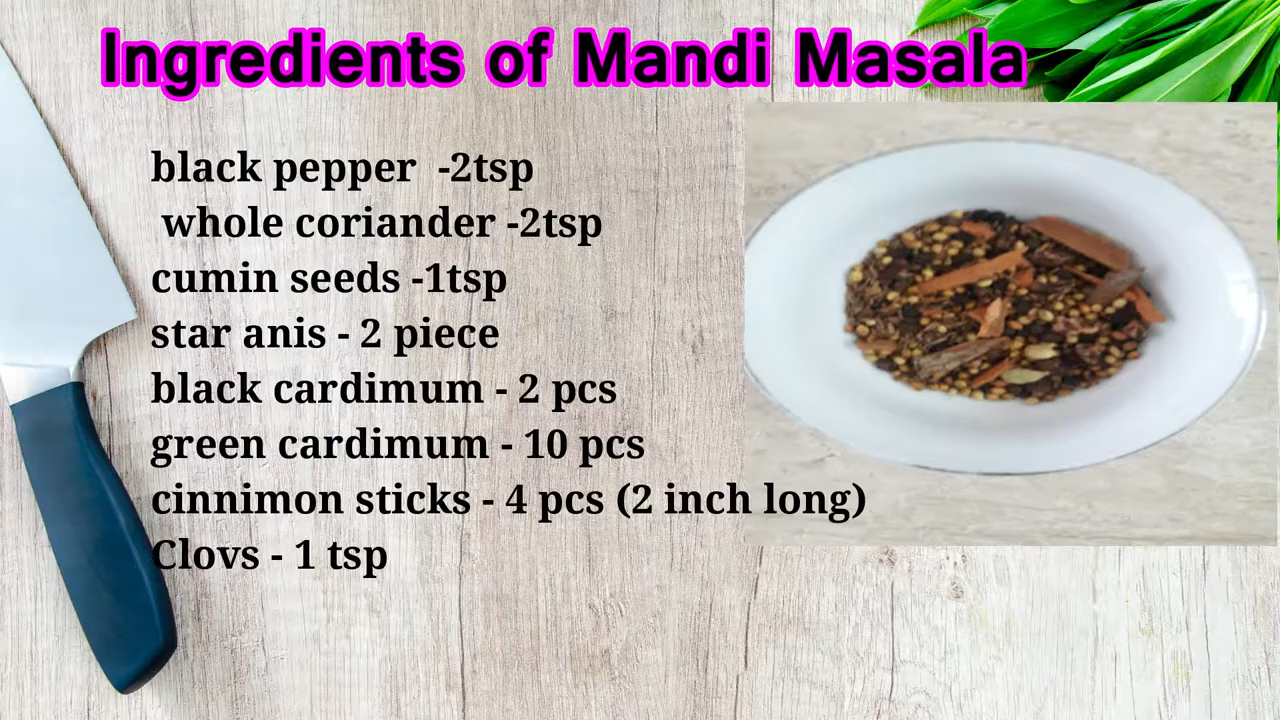 Ingredients of Mandi Masala
black pepper -2tsp
whole coriander -2tsp
cumin seeds -1tsp
star anis - 2 piece
black cardimum - 2 pcs
green cardimum - 10 pcs
cinnimon sticks - 4 pcs (2 inch long)
Clovs - 1 tsp